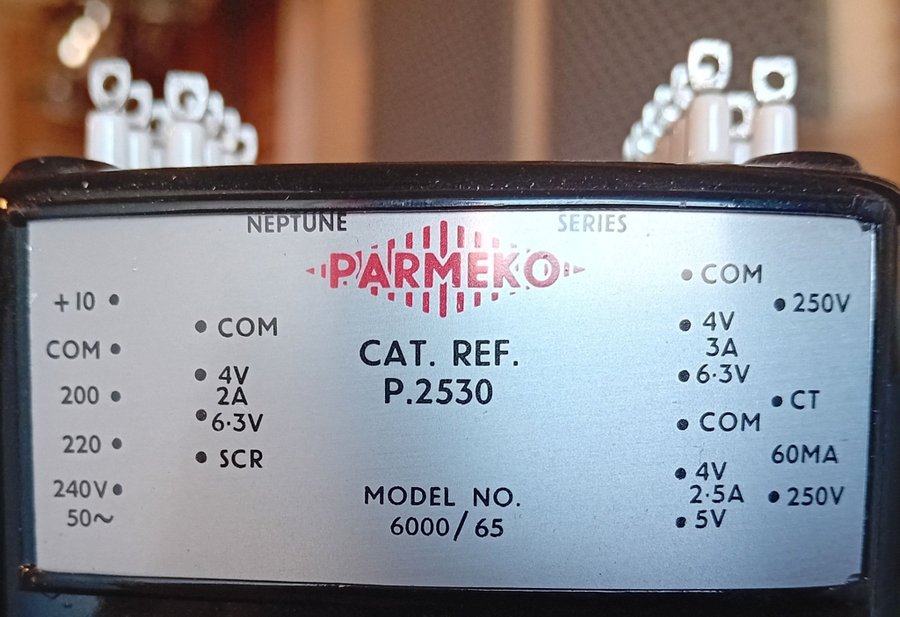 NEPTUNE SERIES
PARMEKO
CAT. REF.
P.2530
MODEL NO.
6000/65
+10
COM
200
220
240V
50~
COM
4V
2A
6·3V
SCR
COM
4V
3A
6·3V
COM
4V
2·5A
5V
250V
CT
60MA
250V